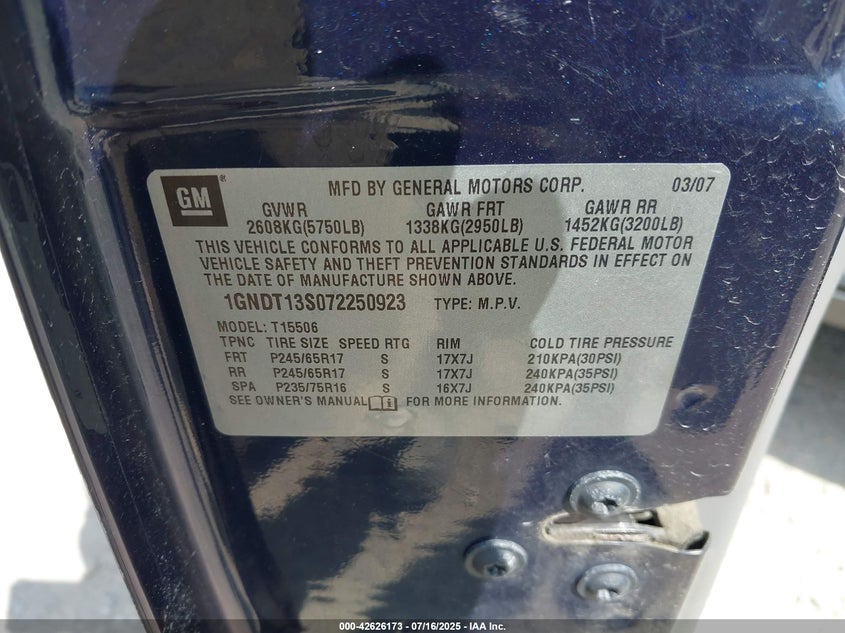 GM ®
MFD BY GENERAL MOTORS CORP. 03/07
GVWR GAWR FRT GAWR RR
2608KG(5750LB) 1338KG(2950LB) 1452KG(3200LB)
THIS VEHICLE CONFORMS TO ALL APPLICABLE U.S. FEDERAL MOTOR
VEHICLE SAFETY AND THEFT PREVENTION STANDARDS IN EFFECT ON
THE DATE OF MANUFACTURE SHOWN ABOVE.
1GNDT13S072250923 TYPE: M.P.V.
MODEL: T15506
TPNC TIRE SIZE SPEED RTG RIM COLD TIRE PRESSURE
FRT P245/65R17 S 17X7J 210KPA(30PSI)
RR P245/65R17 S 17X7J 240KPA(35PSI)
SPA P235/75R16 S 16X7J 240KPA(35PSI)
SEE OWNER'S MANUAL FOR MORE INFORMATION.
000-42626173 - 07/16/2025 - IAA Inc.